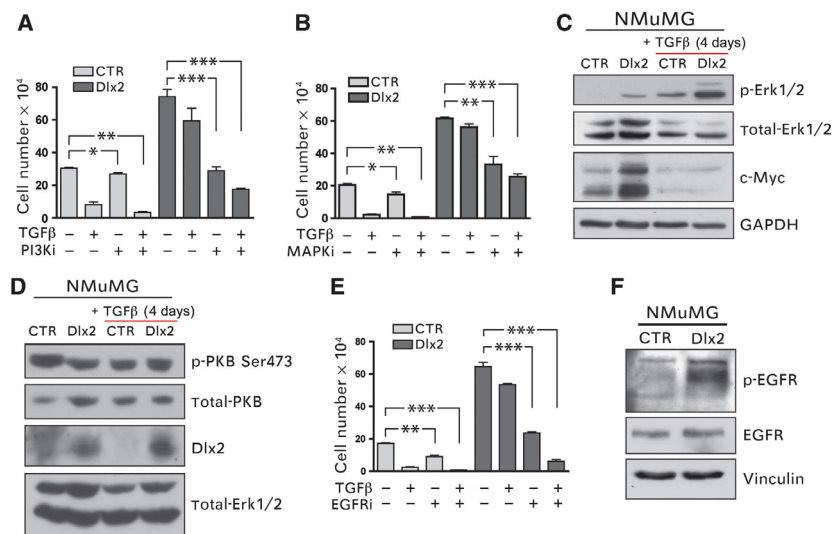 A
CTR
Dlx2
Cell number × 10⁴
80
60
40
20
0
***
***
**
*
TGFβ – + – + – + – +
PI3Ki – – + + – – + +
B
CTR
Dlx2
Cell number × 10⁴
80
60
40
20
0
***
**
**
*
TGFβ – + – + – + – +
MAPKi – – + + – – + +
C
NMuMG
+ TGFβ (4 days)
CTR Dlx2 CTR Dlx2
p-Erk1/2
Total-Erk1/2
c-Myc
GAPDH
D
NMuMG
+ TGFβ (4 days)
CTR Dlx2 CTR Dlx2
p-PKB Ser473
Total-PKB
Dlx2
Total-Erk1/2
E
CTR
Dlx2
Cell number × 10⁴
80
60
40
20
0
***
***
***
**
TGFβ – + – + – + – +
EGFRi – – + + – – + +
F
NMuMG
CTR Dlx2
p-EGFR
EGFR
Vinculin